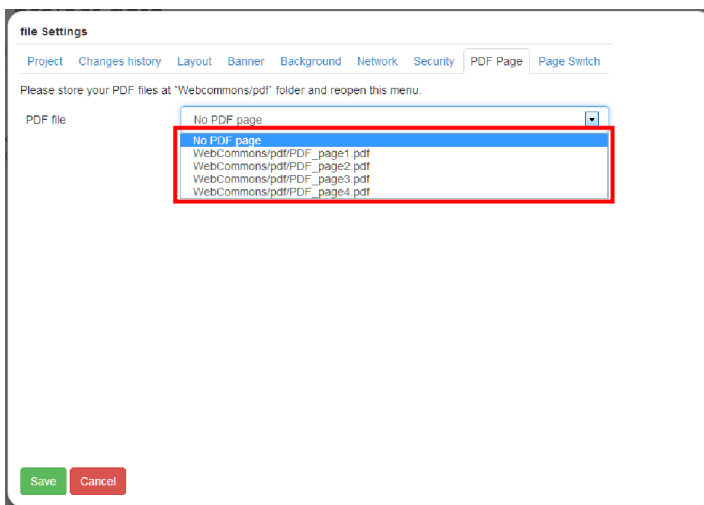 file Settings
Project Changes history Layout Banner Background Network Security PDF Page Page Switch
Please store your PDF files at `Webcommons/pdf` folder and reopen this menu.
PDF file No PDF page
No PDF page
WebCommons/pdf/PDF_page1.pdf
WebCommons/pdf/PDF_page2.pdf
WebCommons/pdf/PDF_page3.pdf
WebCommons/pdf/PDF_page4.pdf
Save Cancel